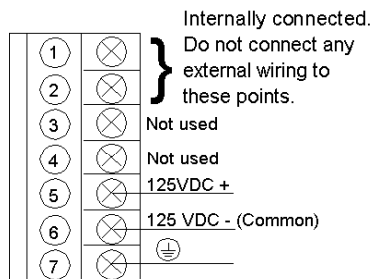 Internally connected.
Do not connect any
external wiring to
these points.
1
2
3 Not used
4 Not used
5 125VDC +
6 125 VDC - (Common)
7